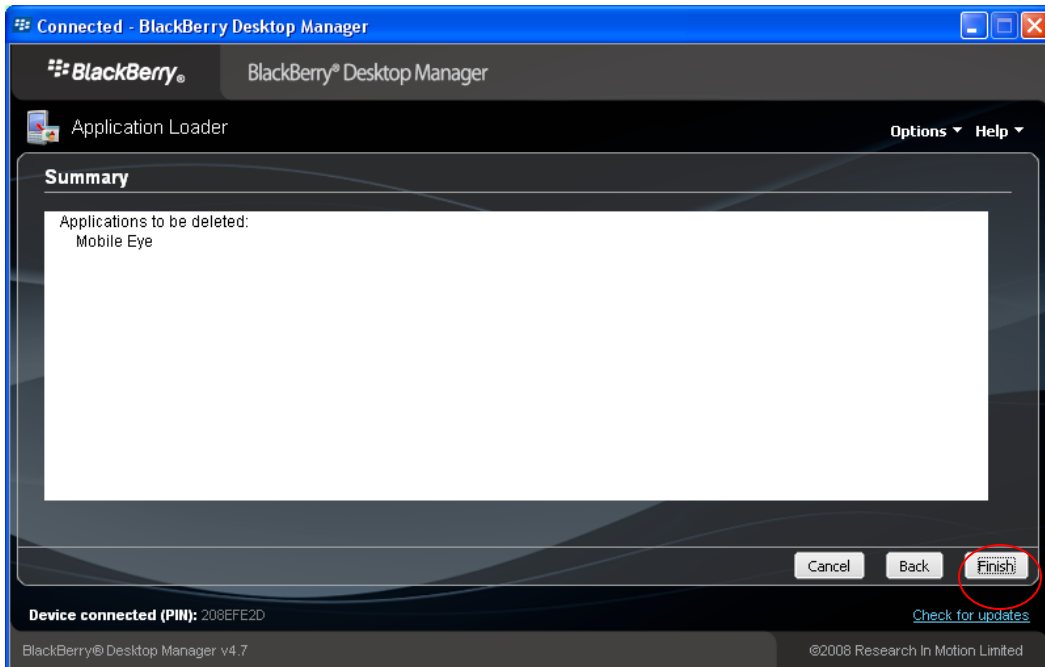 Connected - BlackBerry Desktop Manager
BlackBerry® BlackBerry® Desktop Manager
Application Loader Options Help
Summary
Applications to be deleted:
Mobile Eye
Cancel Back Finish
Device connected (PIN): 208EFE2D Check for updates
BlackBerry® Desktop Manager v4.7 ©2008 Research In Motion Limited